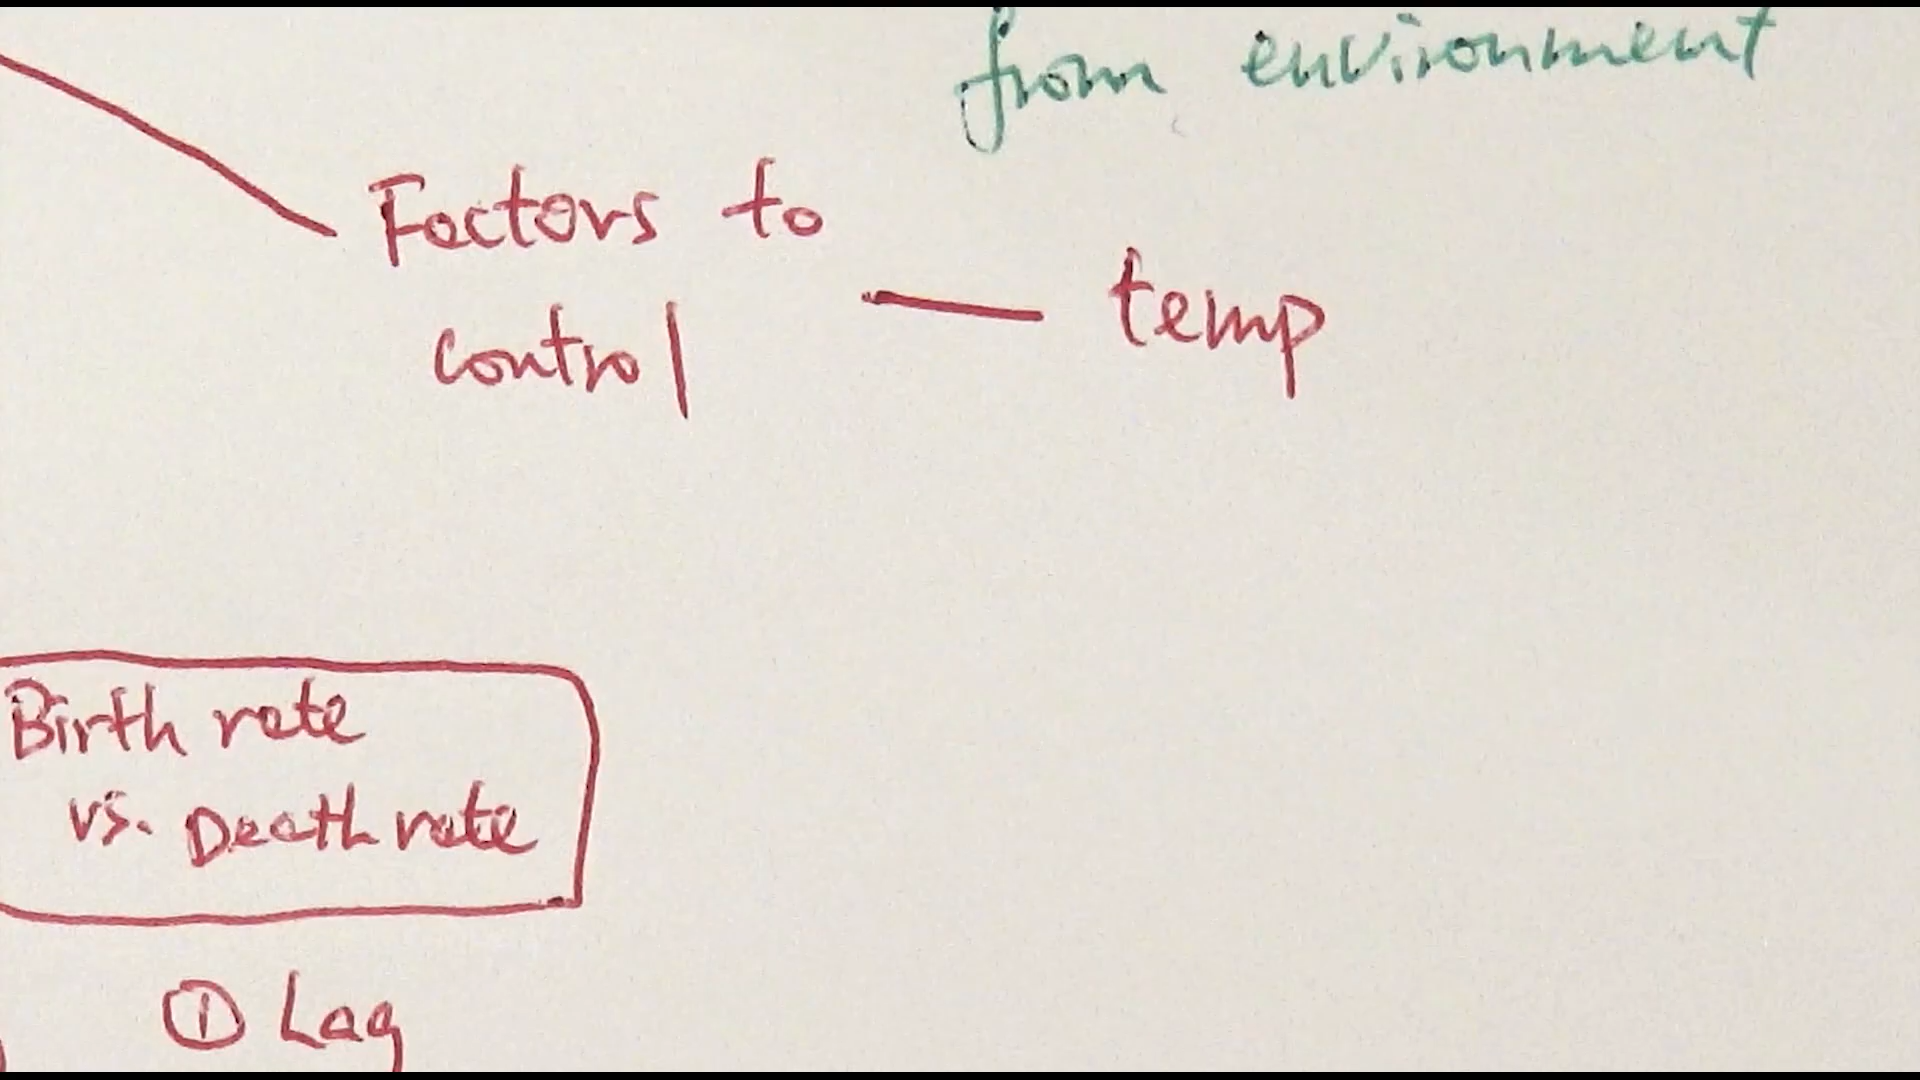 from environment
Factors to
control
temp
Birth rate
vs. Death rate
① Lag